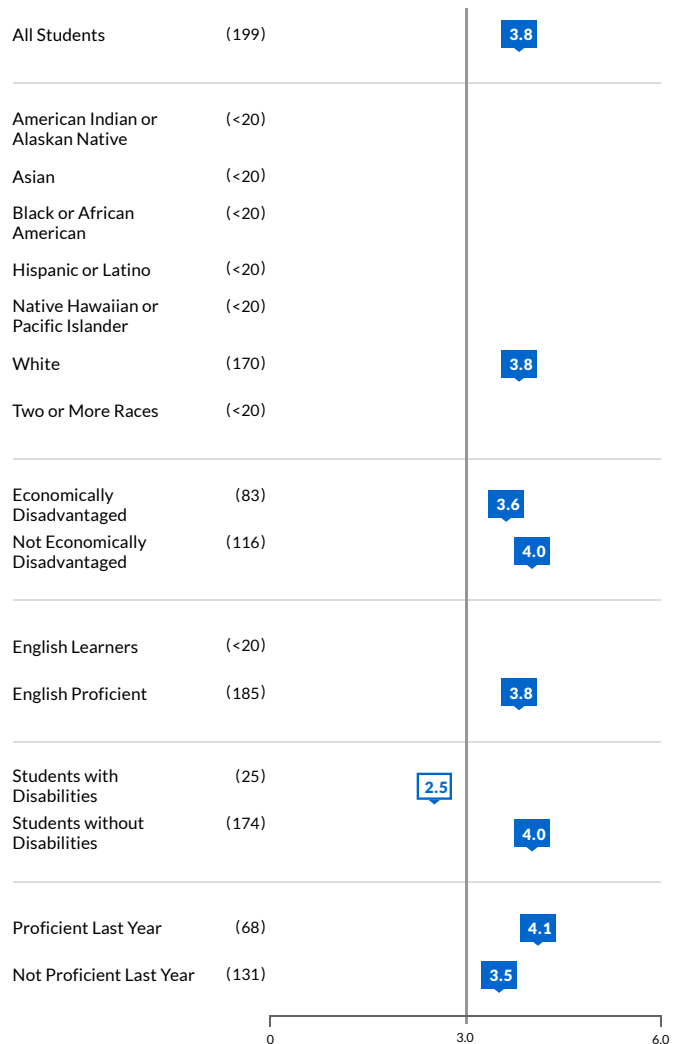 All Students (199) 3.8
American Indian or (<20)
Alaskan Native
Asian (<20)
Black or African (<20)
American
Hispanic or Latino (<20)
Native Hawaiian or (<20)
Pacific Islander
White (170) 3.8
Two or More Races (<20)
Economically (83) 3.6
Disadvantaged
Not Economically (116) 4.0
Disadvantaged
English Learners (<20)
English Proficient (185) 3.8
Students with (25) 2.5
Disabilities
Students without (174) 4.0
Disabilities
Proficient Last Year (68) 4.1
Not Proficient Last Year (131) 3.5
0 3.0 6.0